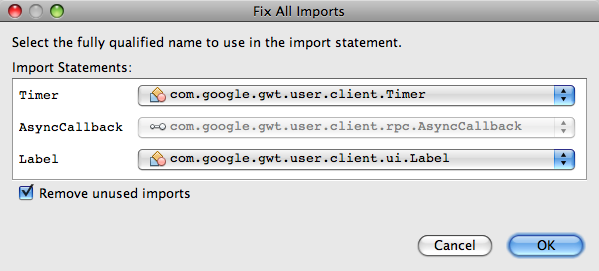 Fix All Imports
Select the fully qualified name to use in the import statement.
Import Statements:
Timer com.google.gwt.user.client.Timer
AsyncCallback com.google.gwt.user.client.rpc.AsyncCallback
Label com.google.gwt.user.client.ui.Label
Remove unused imports
Cancel OK